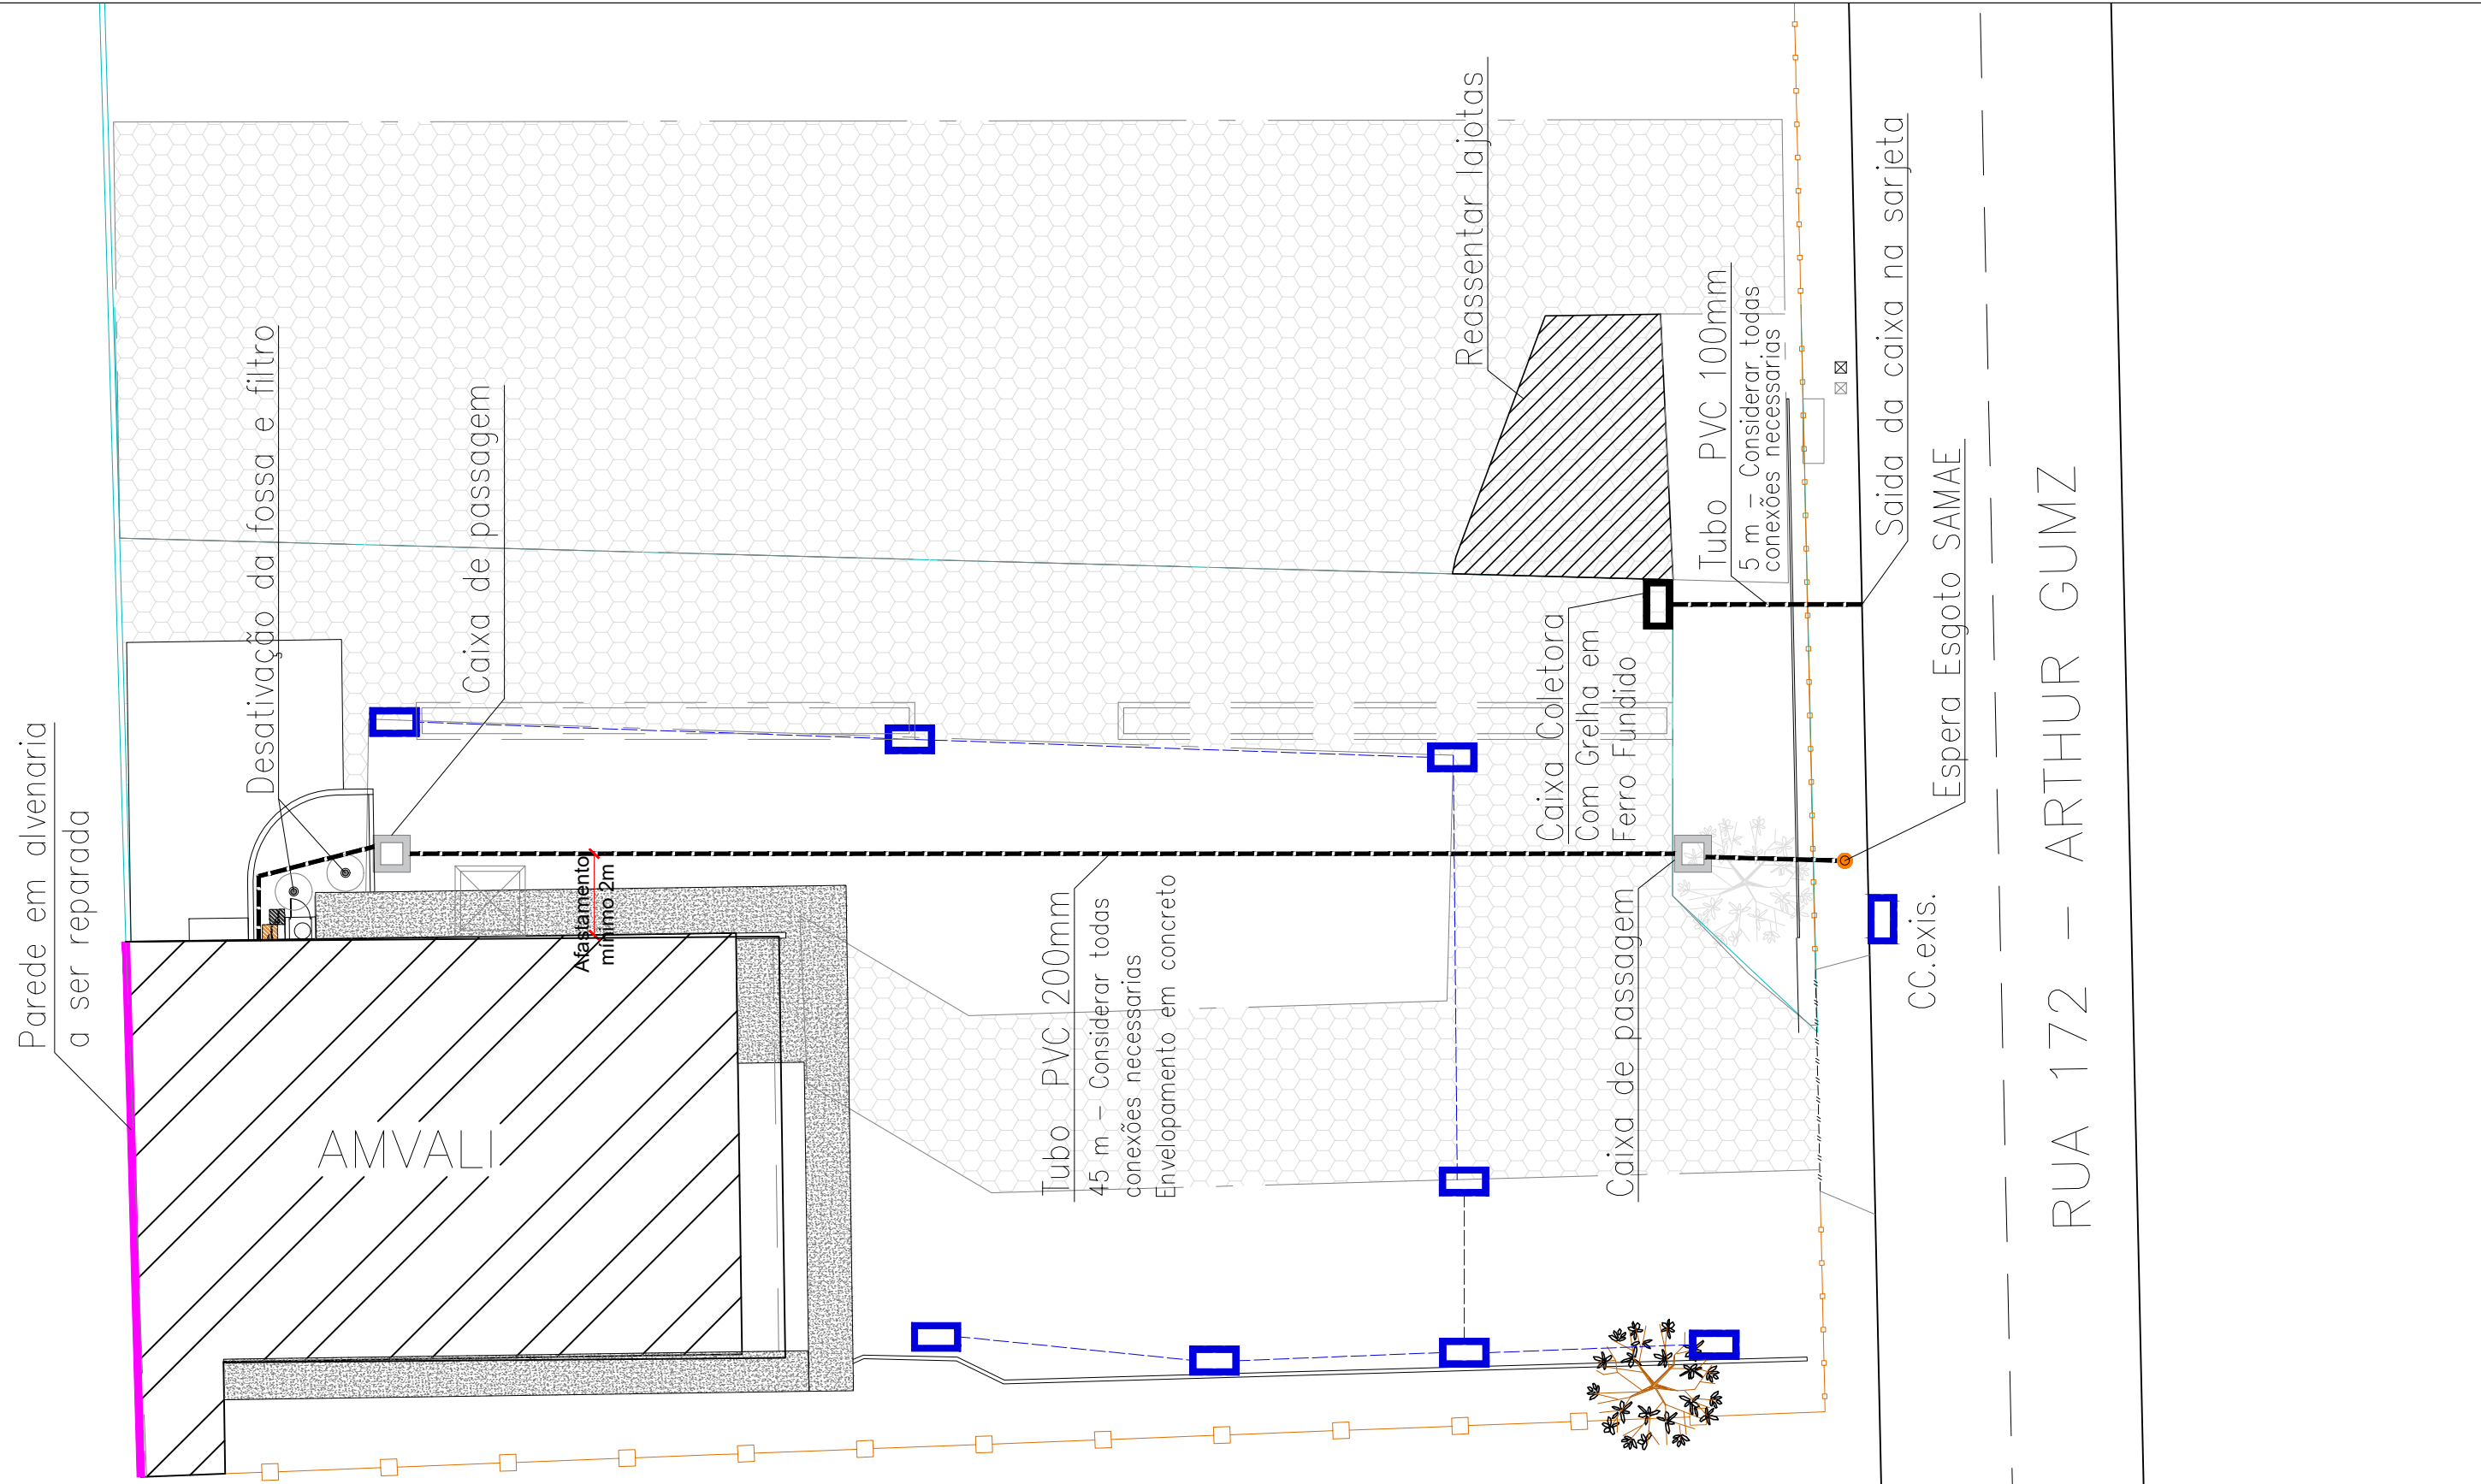 Parede em alvenaria
a ser reparada
Desativação da fossa e filtro
Caixa de passagem
Afastamento
mínimo 2m
AMVALI
Tubo PVC 200mm
45 m – Considerar todas
conexões necessarias
Envelopamento em concreto
Reassentar lajotas
Caixa Coletora
Com Grelha em
Ferro Fundido
Caixa de passagem
Tubo PVC 100mm
5 m – Considerar todas
conexões necessarias
Saida da caixa na sarjeta
Espera Esgoto SAMAE
CC.exis.
RUA 172 – ARTHUR GUMZ